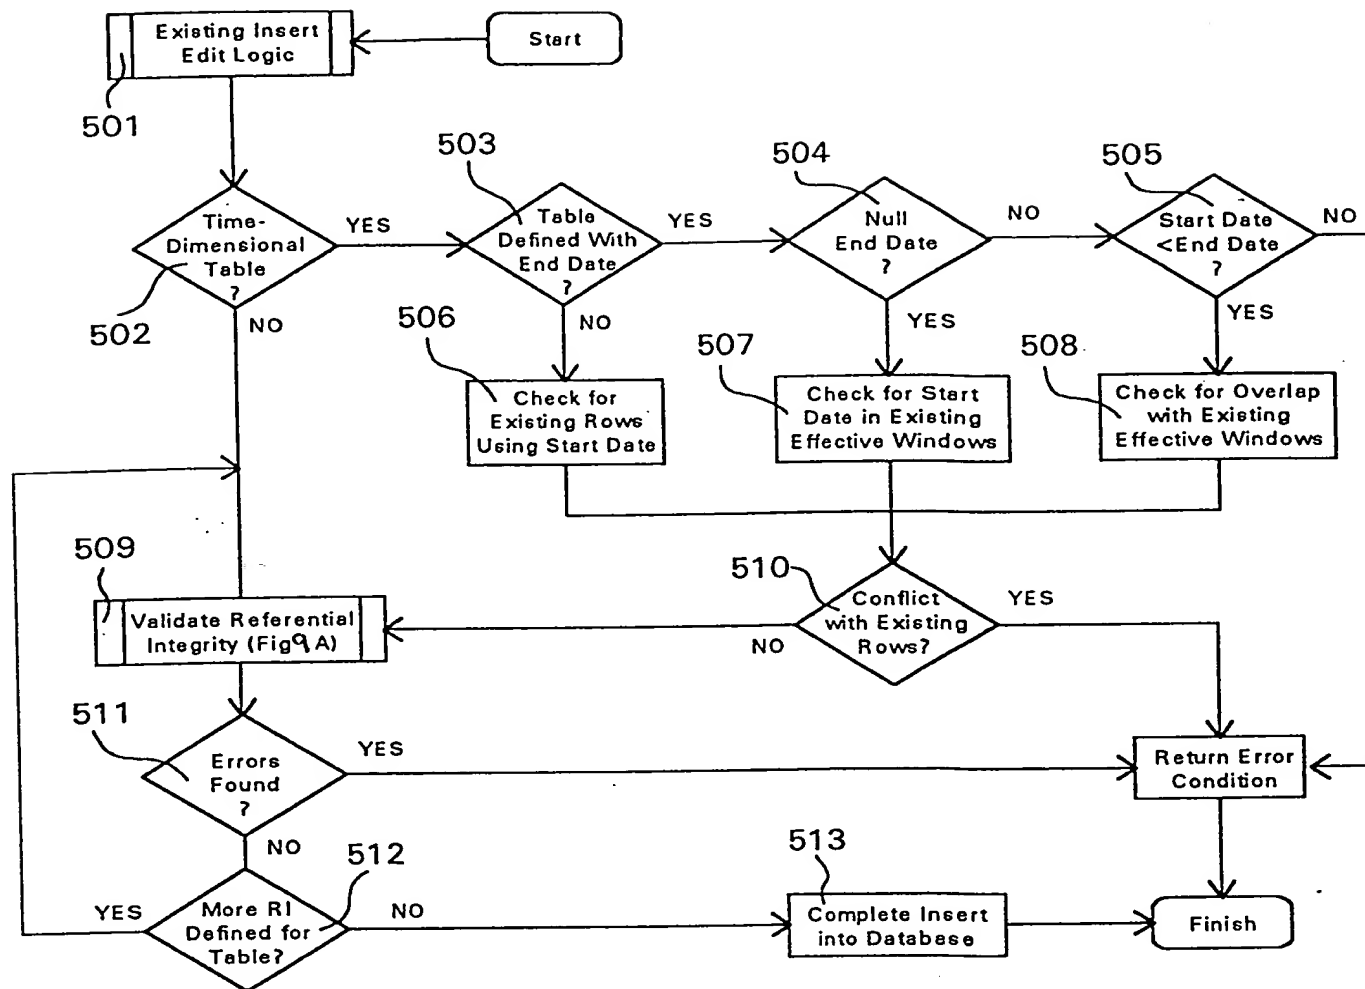 Existing Insert
Edit Logic
Start
501
503
504
505
Time-
Dimensional
Table
?
YES
Table
Defined With
End Date
?
YES
Null
End Date
?
NO
Start Date
<End Date
?
NO
502
NO
506
NO
507
YES
508
YES
Check for
Existing Rows
Using Start Date
Check for Start
Date in Existing
Effective Windows
Check for Overlap
with Existing
Effective Windows
509
510
Validate Referential
Integrity (Fig 9A)
Conflict
with Existing
Rows?
YES
NO
511
Errors
Found
?
YES
Return Error
Condition
NO
512
513
YES
More RI
Defined for
Table?
NO
Complete Insert
into Database
Finish